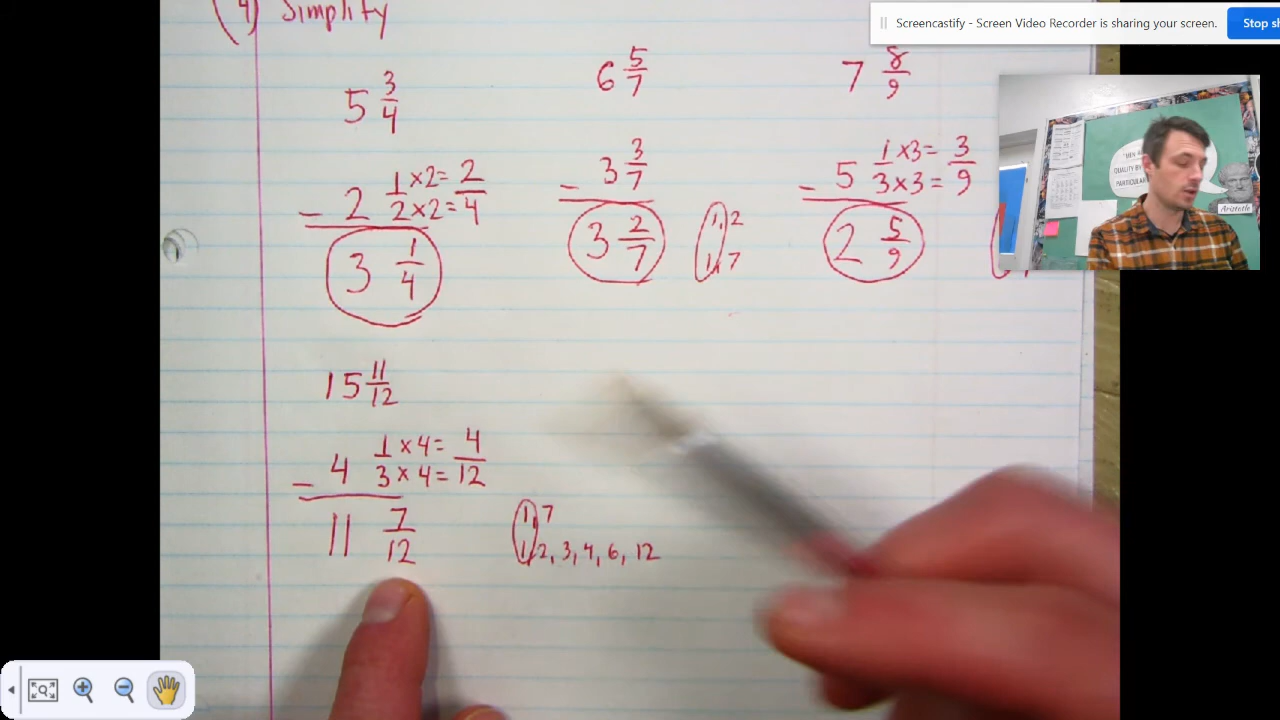 4) Simplify
Screencastify - Screen Video Recorder is sharing your screen.
Stop sh
5 3/4
- 2 1/2 ×2= ×2= 2/4
3 1/4
6 5/7
- 3 3/7
3 2/7
1, 2
1, 7
7 8/9
- 5 1/3 ×3= ×3= 3/9
2 5/9
QUALITY
PARTICULAR
Aristotle
15 11/12
- 4 1/3 ×4= ×4= 4/12
11 7/12
1, 7
1, 2, 3, 4, 6, 12